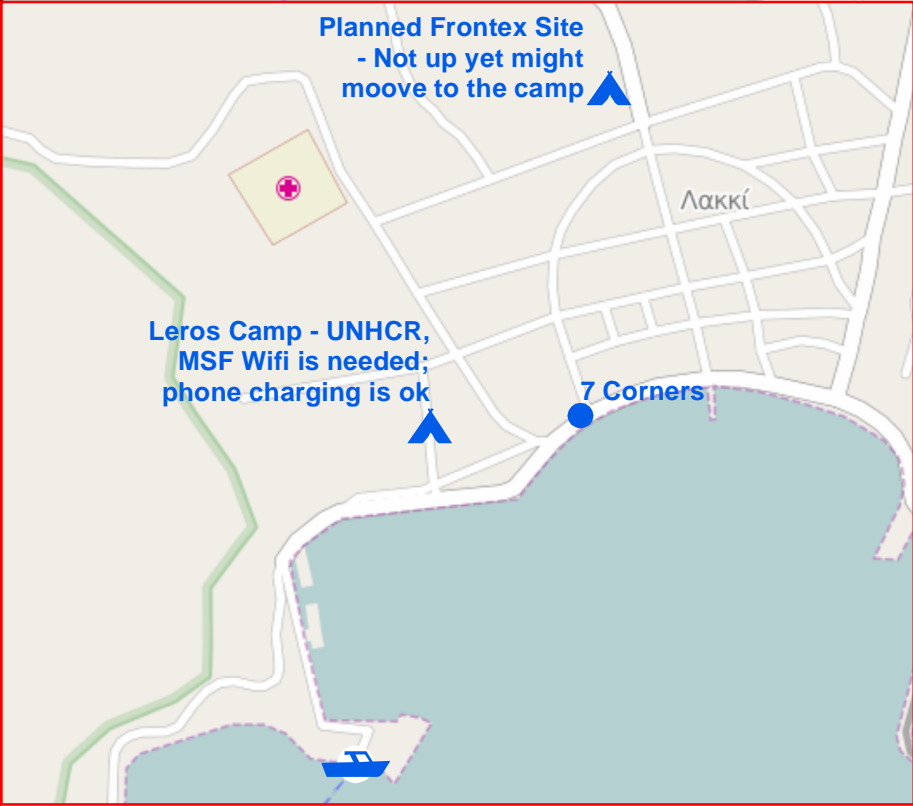 Planned Frontex Site
- Not up yet might
moove to the camp
Λακκί
Leros Camp - UNHCR,
MSF Wifi is needed;
phone charging is ok
7 Corners